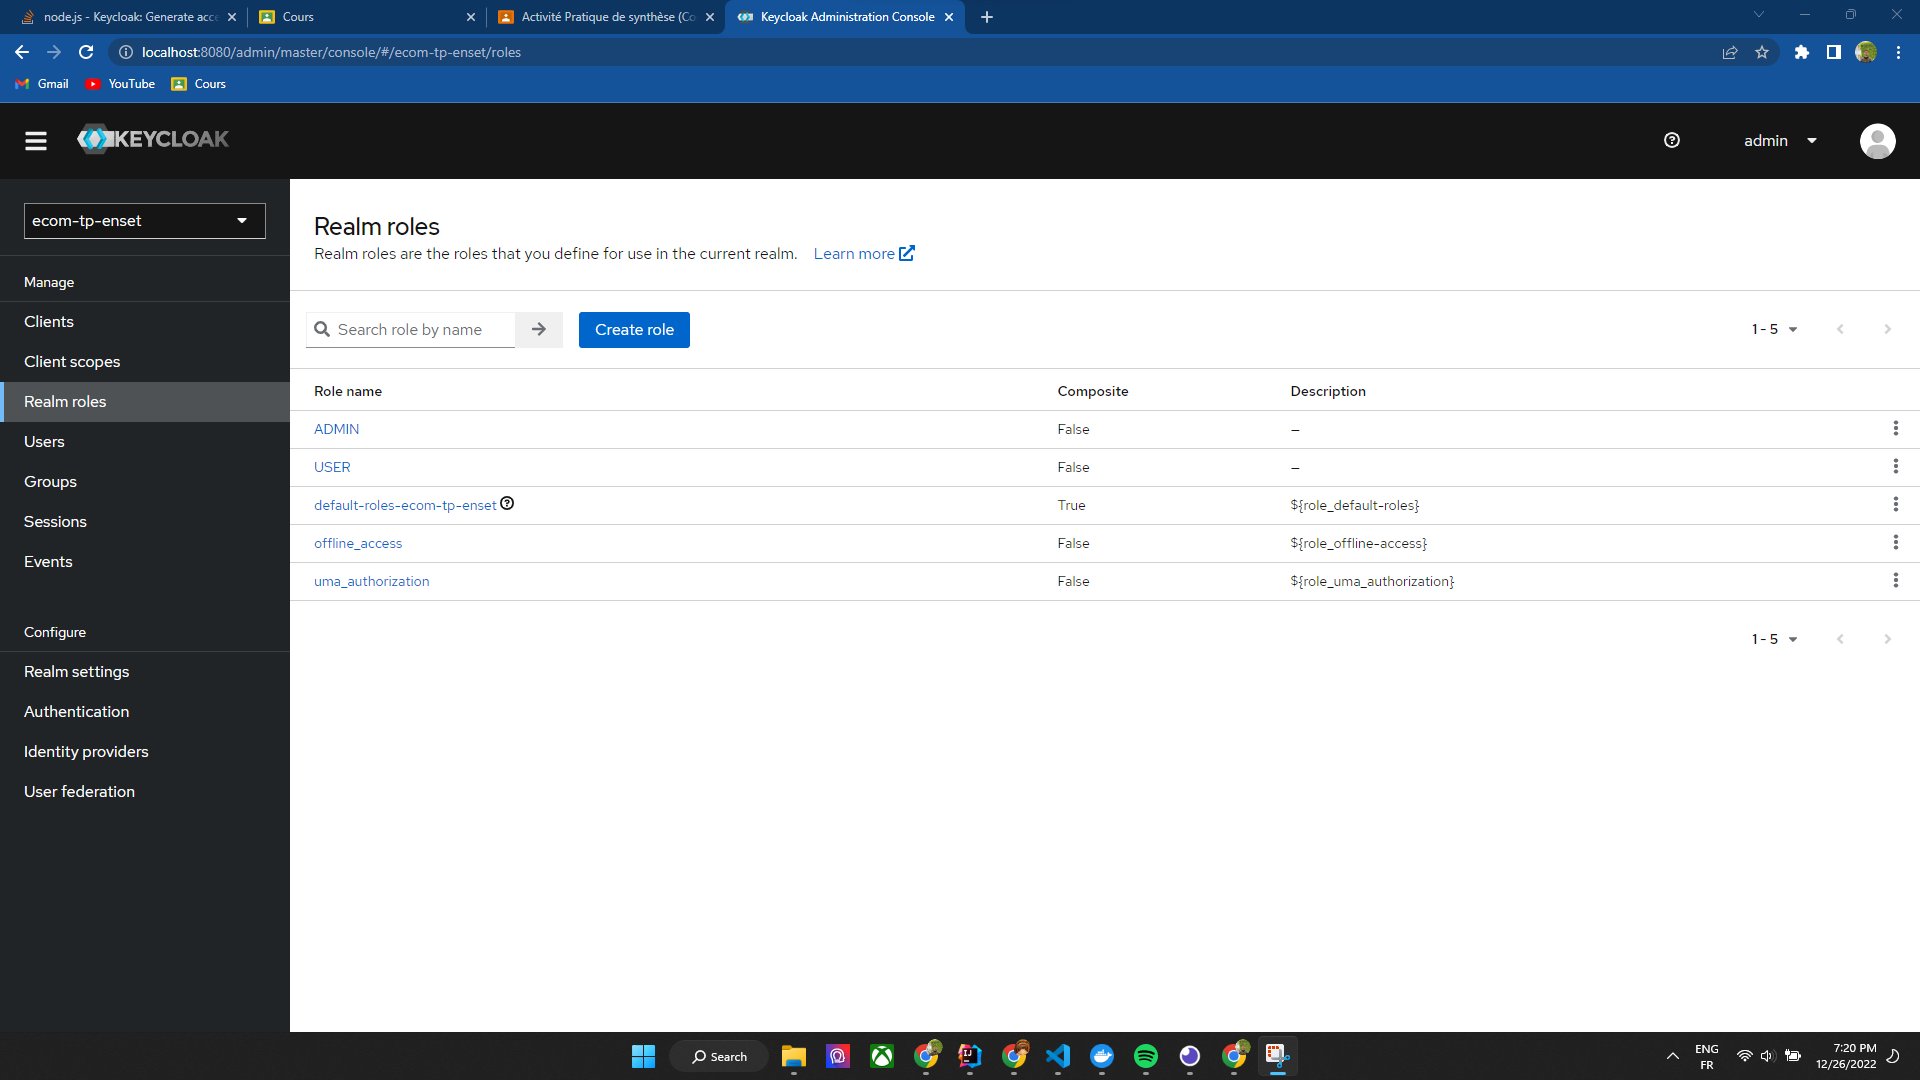 node.js - Keycloak: Generate acce
Cours
Activité Pratique de synthèse (Co
Keycloak Administration Console
localhost:8080/admin/master/console/#/ecom-tp-enset/roles
Gmail
YouTube
Cours
KEYCLOAK
admin
ecom-tp-enset
Manage
Clients
Client scopes
Realm roles
Users
Groups
Sessions
Events
Configure
Realm settings
Authentication
Identity providers
User federation
Realm roles
Realm roles are the roles that you define for use in the current realm. Learn more
Search role by name
Create role
1 - 5
Role name Composite Description
ADMIN False –
USER False –
default-roles-ecom-tp-enset True ${role_default-roles}
offline_access False ${role_offline-access}
uma_authorization False ${role_uma_authorization}
1 - 5
Search
ENG
FR
7:20 PM
12/26/2022